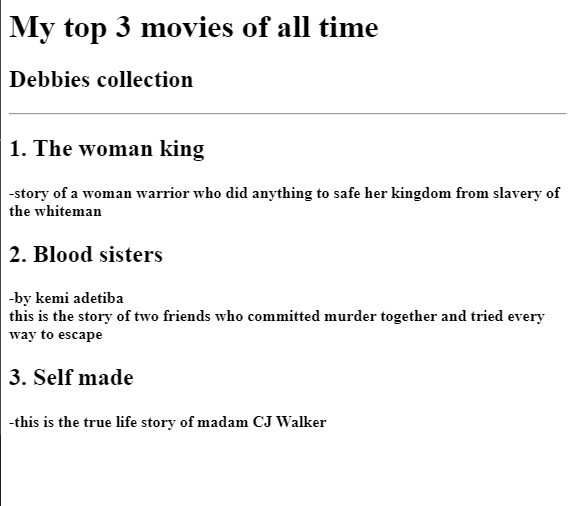 My top 3 movies of all time
Debbies collection
1. The woman king
-story of a woman warrior who did anything to safe her kingdom from slavery of
the whiteman
2. Blood sisters
-by kemi adetiba
this is the story of two friends who committed murder together and tried every
way to escape
3. Self made
-this is the true life story of madam CJ Walker